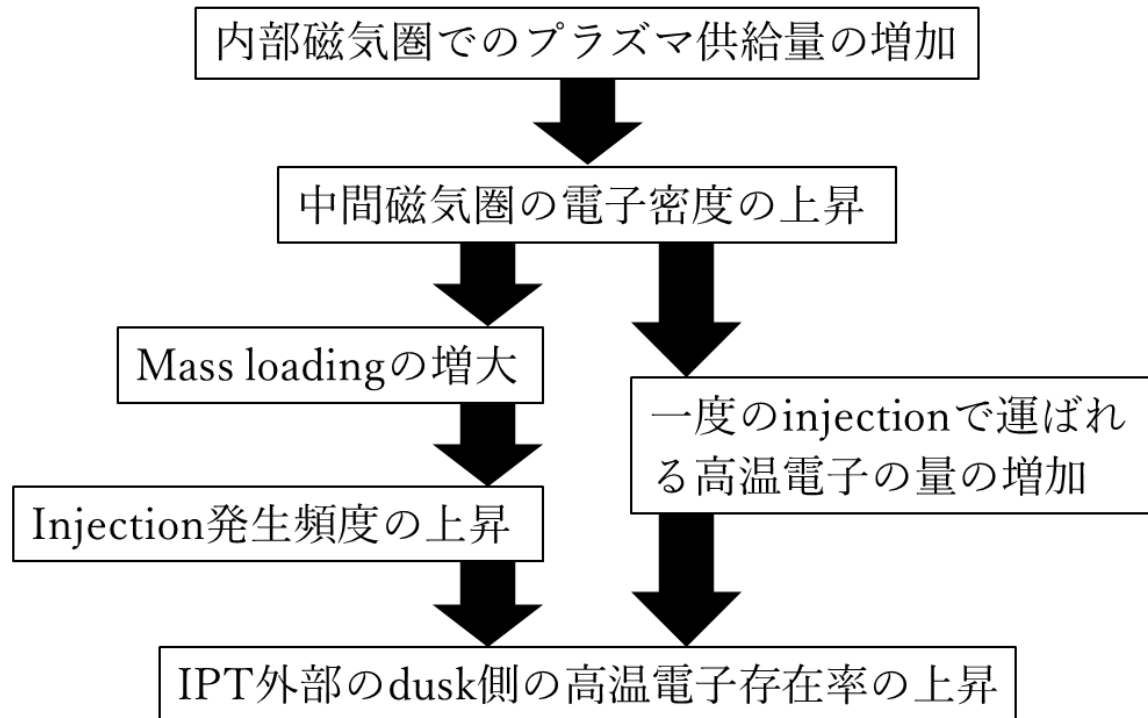 内部磁気圏でのプラズマ供給量の増加
中間磁気圏の電子密度の上昇
Mass loadingの増大
Injection発生頻度の上昇
一度のinjectionで運ばれ
る高温電子の量の増加
IPT外部のdusk側の高温電子存在率の上昇